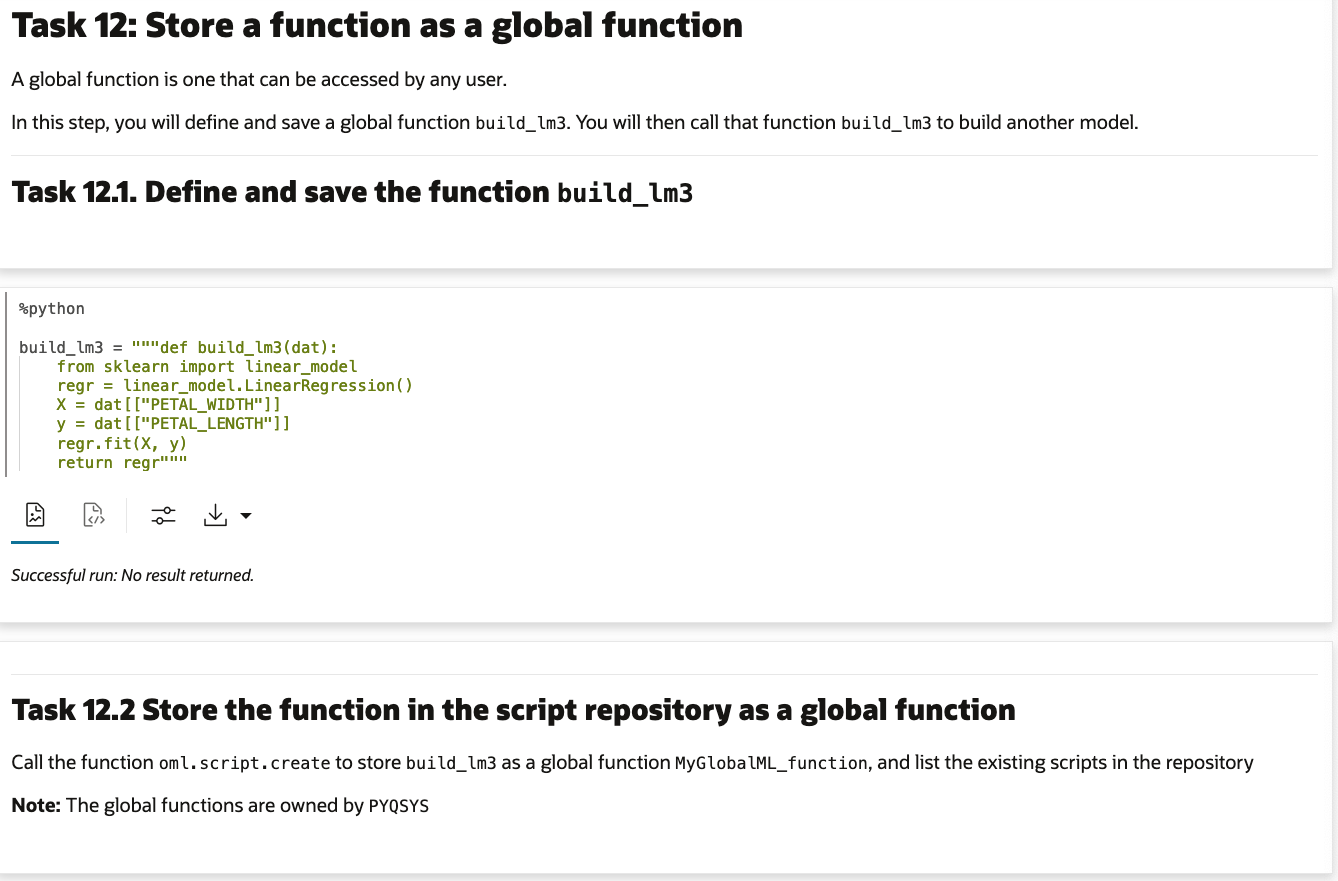 Task 12: Store a function as a global function
A global function is one that can be accessed by any user.
In this step, you will define and save a global function build_lm3. You will then call that function build_lm3 to build another model.
Task 12.1. Define and save the function build_lm3
%python
build_lm3 = """def build_lm3(dat):
    from sklearn import linear_model
    regr = linear_model.LinearRegression()
    X = dat[["PETAL_WIDTH"]]
    y = dat[["PETAL_LENGTH"]]
    regr.fit(X, y)
    return regr"""
Successful run: No result returned.
Task 12.2 Store the function in the script repository as a global function
Call the function oml.script.create to store build_lm3 as a global function MyGlobalML_function, and list the existing scripts in the repository
Note: The global functions are owned by PYQSYS